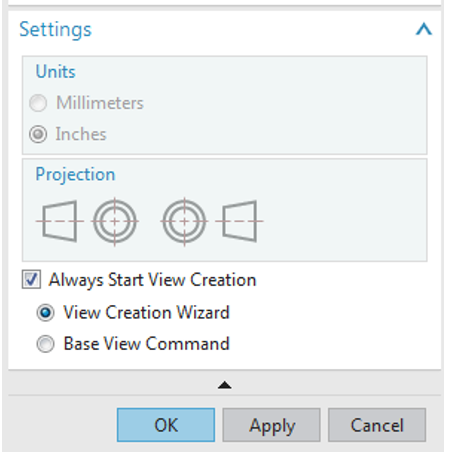 Settings
Units
Millimeters
Inches
Projection
Always Start View Creation
View Creation Wizard
Base View Command
OK Apply Cancel